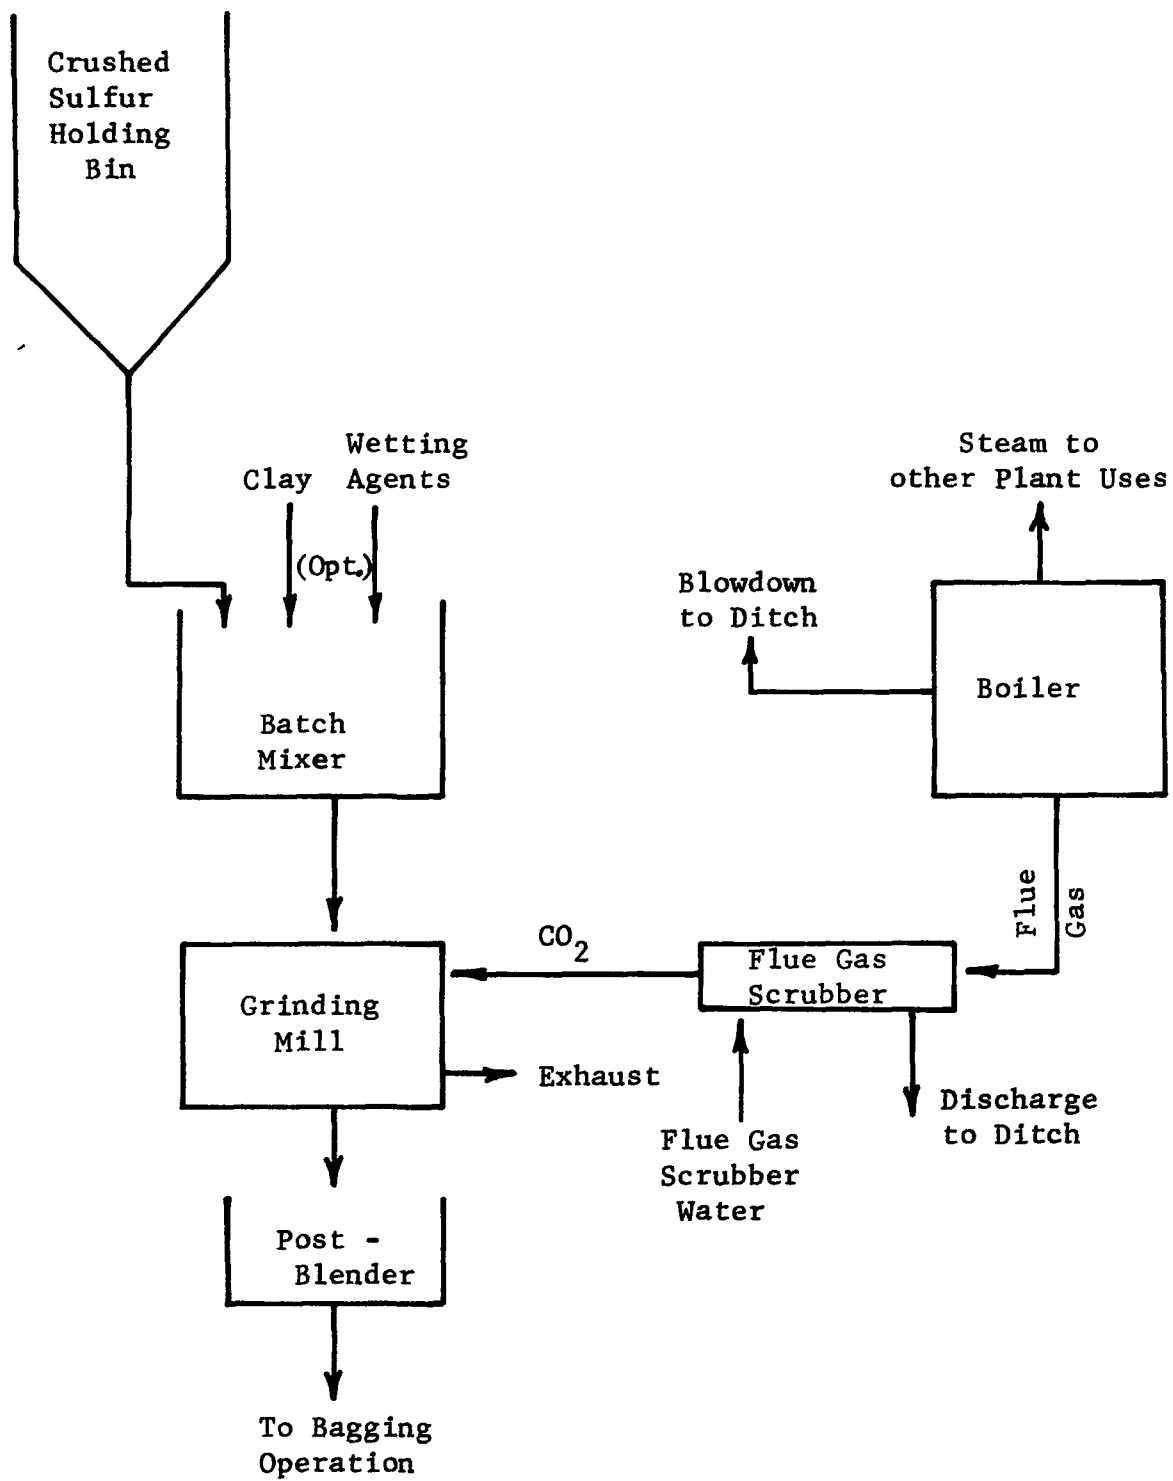 Crushed
Sulfur
Holding
Bin
Wetting
Clay Agents
(Opt.)
Steam to
other Plant Uses
Blowdown
to Ditch
Boiler
Batch
Mixer
Flue
Gas
CO2
Flue Gas
Scrubber
Grinding
Mill
Exhaust
Discharge
to Ditch
Flue Gas
Scrubber
Water
Post -
Blender
To Bagging
Operation